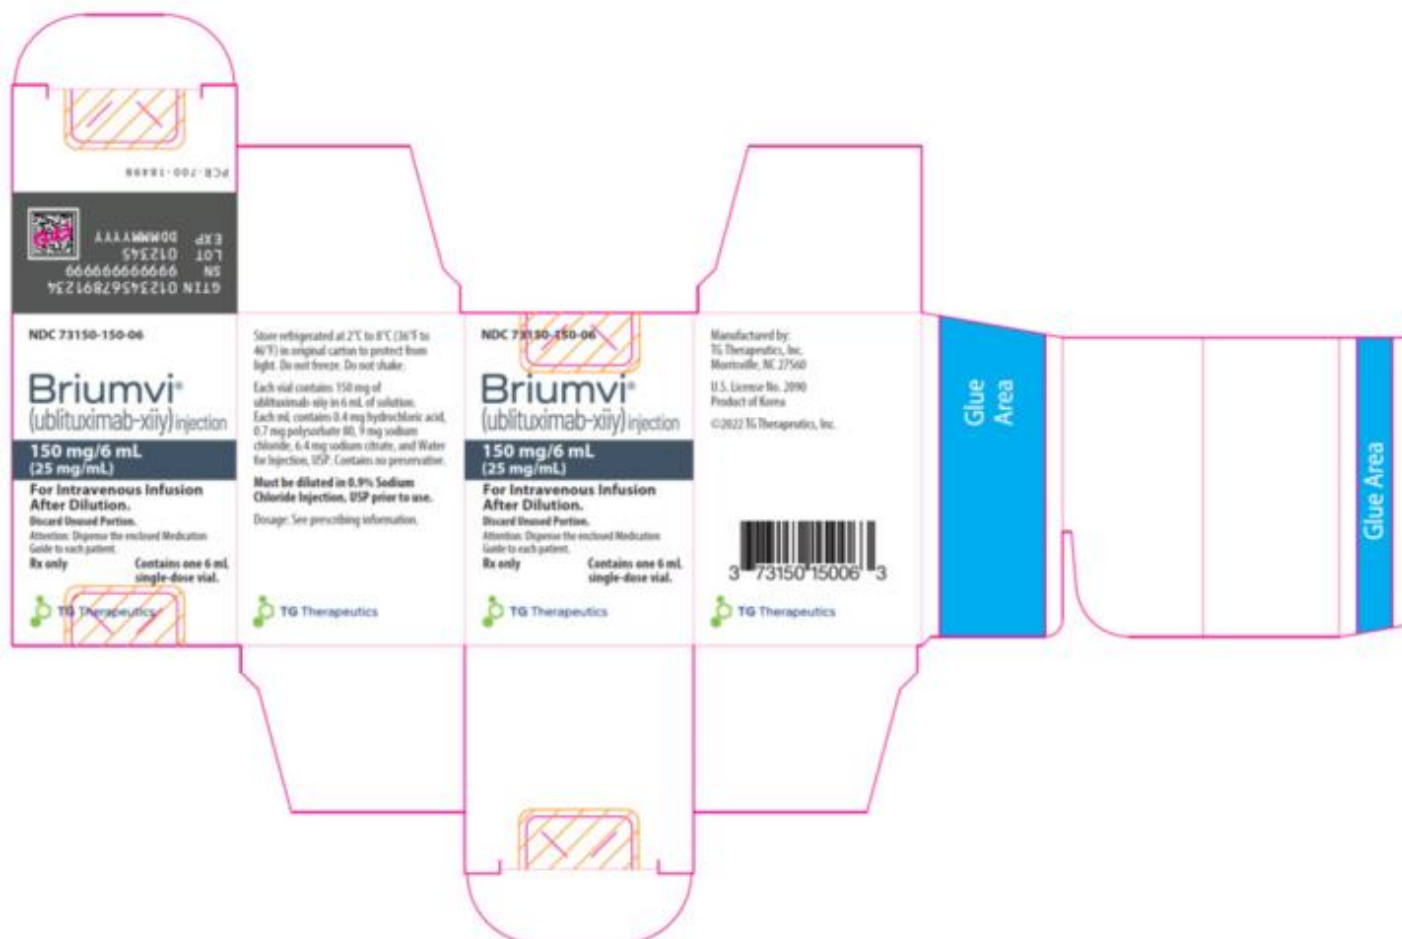 PCB-700-18498
GTIN 01234567891234
SN 99999999999
LOT 012345
EXP DDMMMYYYY
NDC 73150-150-06
Briumvi®
(ublituximab-xiiy) injection
150 mg/6 mL
(25 mg/mL)
For Intravenous Infusion
After Dilution.
Discard Unused Portion.
Attention: Dispense the enclosed Medication
Guide to each patient.
Rx only
Contains one 6 mL
single-dose vial.
TG Therapeutics
Store refrigerated at 2°C to 8°C (36°F to
46°F) in original carton to protect from
light. Do not freeze. Do not shake.
Each vial contains 150 mg of
ublituximab-xiiy in 6 mL of solution.
Each mL contains 0.4 mg hydrochloric acid,
0.7 mg polysorbate 80, 9 mg sodium
chloride, 6.4 mg sodium citrate, and Water
for Injection, USP. Contains no preservative.
Must be diluted in 0.9% Sodium
Chloride Injection, USP prior to use.
Dosage: See prescribing information.
TG Therapeutics
NDC 73150-150-06
Briumvi®
(ublituximab-xiiy) injection
150 mg/6 mL
(25 mg/mL)
For Intravenous Infusion
After Dilution.
Discard Unused Portion.
Attention: Dispense the enclosed Medication
Guide to each patient.
Rx only
Contains one 6 mL
single-dose vial.
TG Therapeutics
Manufactured by:
TG Therapeutics, Inc.
Morrisville, NC 27560
U.S. License No. 2090
Product of Korea
©2022 TG Therapeutics, Inc.
3 73150 15006 3
TG Therapeutics
Glue
Area
Glue Area